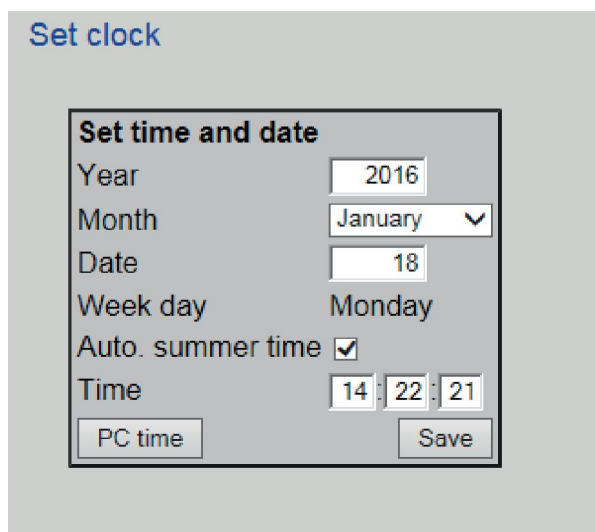 Set clock
Set time and date
Year 2016
Month January
Date 18
Week day Monday
Auto. summer time
Time 14 : 22 : 21
PC time Save